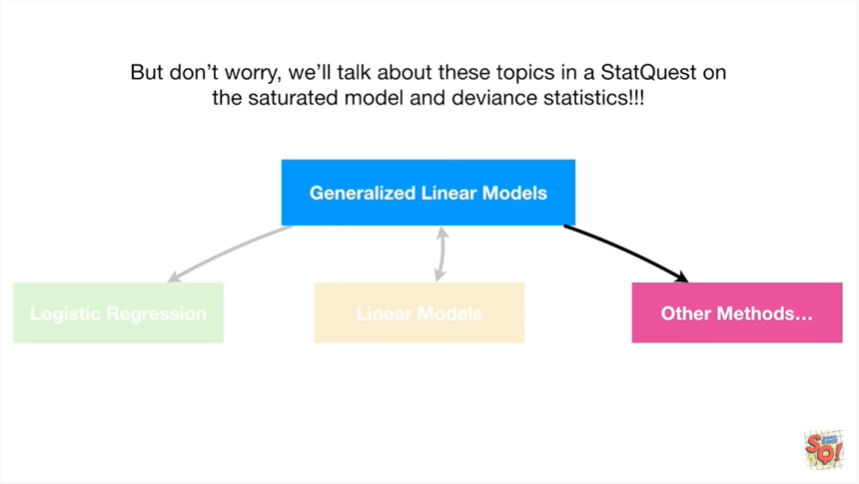 But don’t worry, we’ll talk about these topics in a StatQuest on
the saturated model and deviance statistics!!!
Generalized Linear Models
Logistic Regression
Linear Models
Other Methods…
SQ!